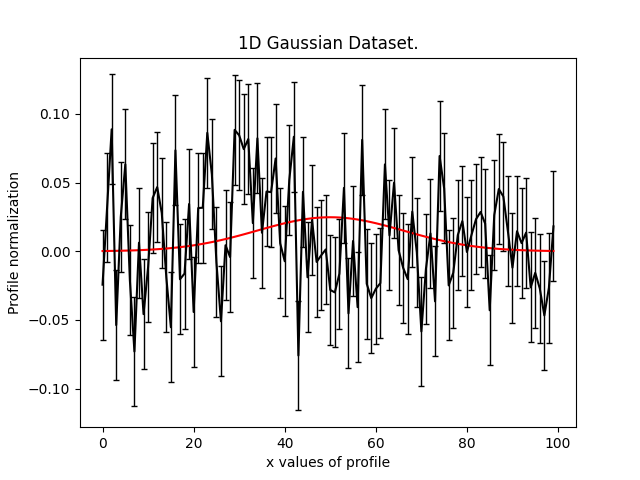 1D Gaussian Dataset.
0.10
0.05
0.00
−0.05
−0.10
Profile normalization
0 20 40 60 80 100
x values of profile